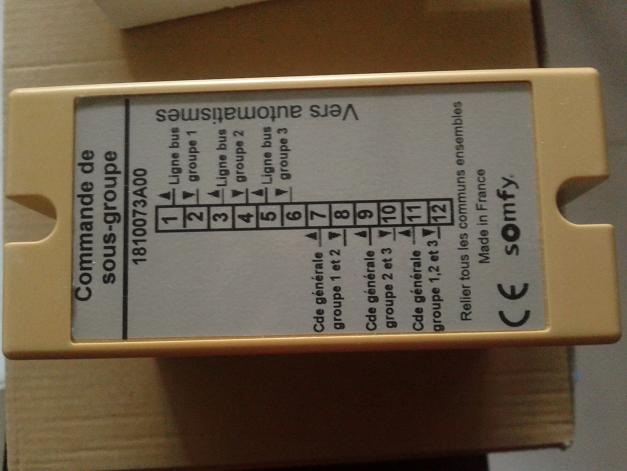 Commande de
sous-groupe
1810073A00
Vers automatismes
1 ▲ Ligne bus
2 ▼ groupe 1
3 ▲ Ligne bus
4 ▼ groupe 2
5 ▲ Ligne bus
6 ▼ groupe 3
Cde générale ▲ 7
groupe 1 et 2 ▼ 8
Cde générale ▲ 9
groupe 2 et 3 ▼ 10
Cde générale ▲ 11
groupe 1,2 et 3 ▼ 12
Relier tous les communs ensembles
Made in France
CE somfy.